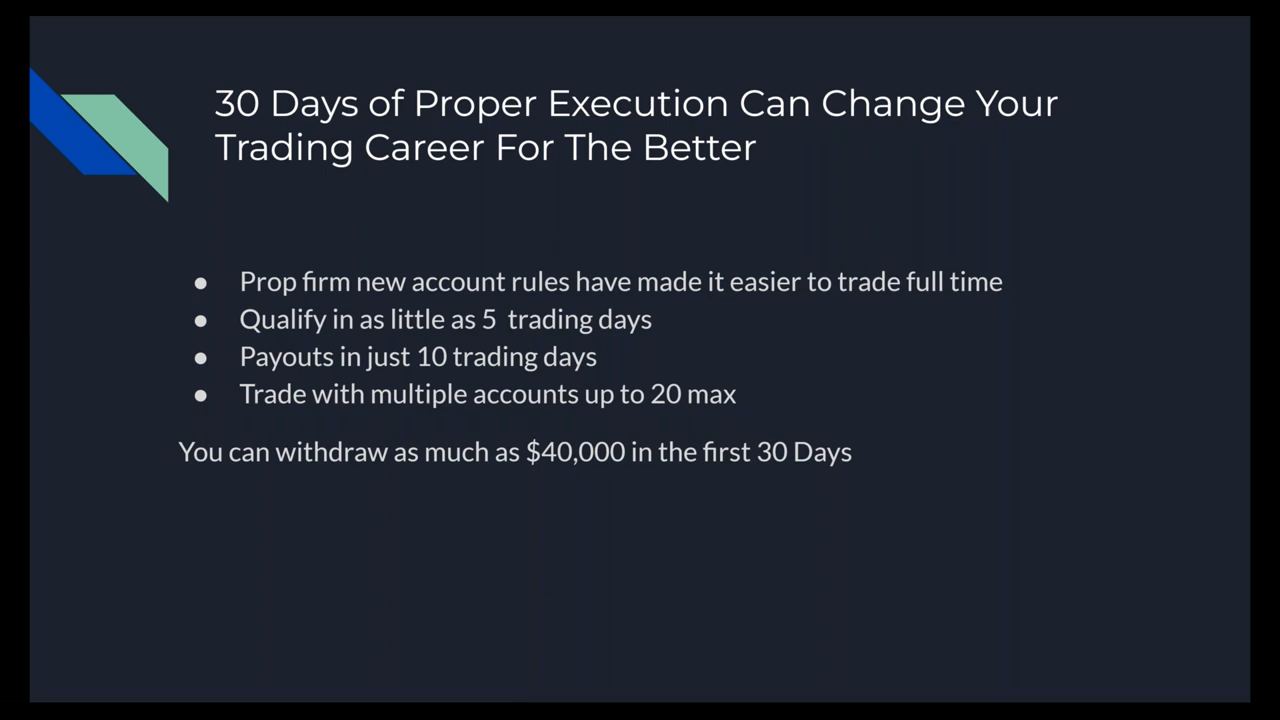 30 Days of Proper Execution Can Change Your
Trading Career For The Better
● Prop firm new account rules have made it easier to trade full time
● Qualify in as little as 5  trading days
● Payouts in just 10 trading days
● Trade with multiple accounts up to 20 max
You can withdraw as much as $40,000 in the first 30 Days